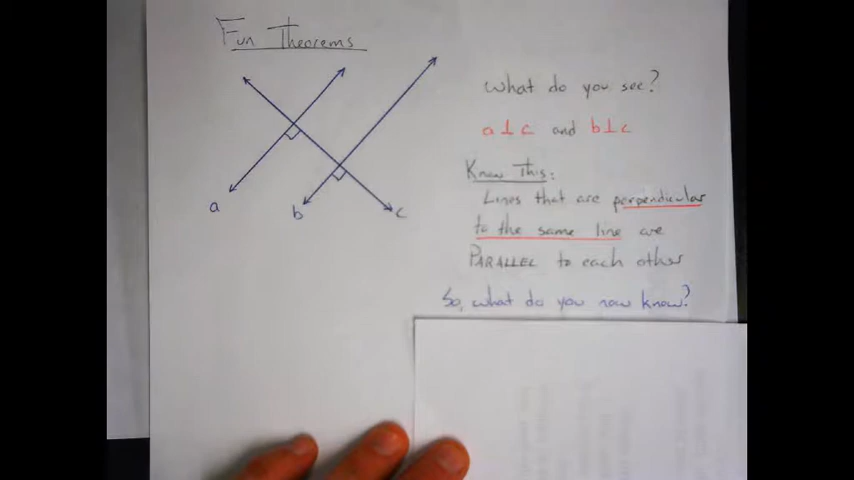 Fun Theorems
What do you see?
a ⊥ c and b ⊥ c
Know This:
Lines that are perpendicular
to the same line are
PARALLEL to each other
So, what do you now know?
a
b
c